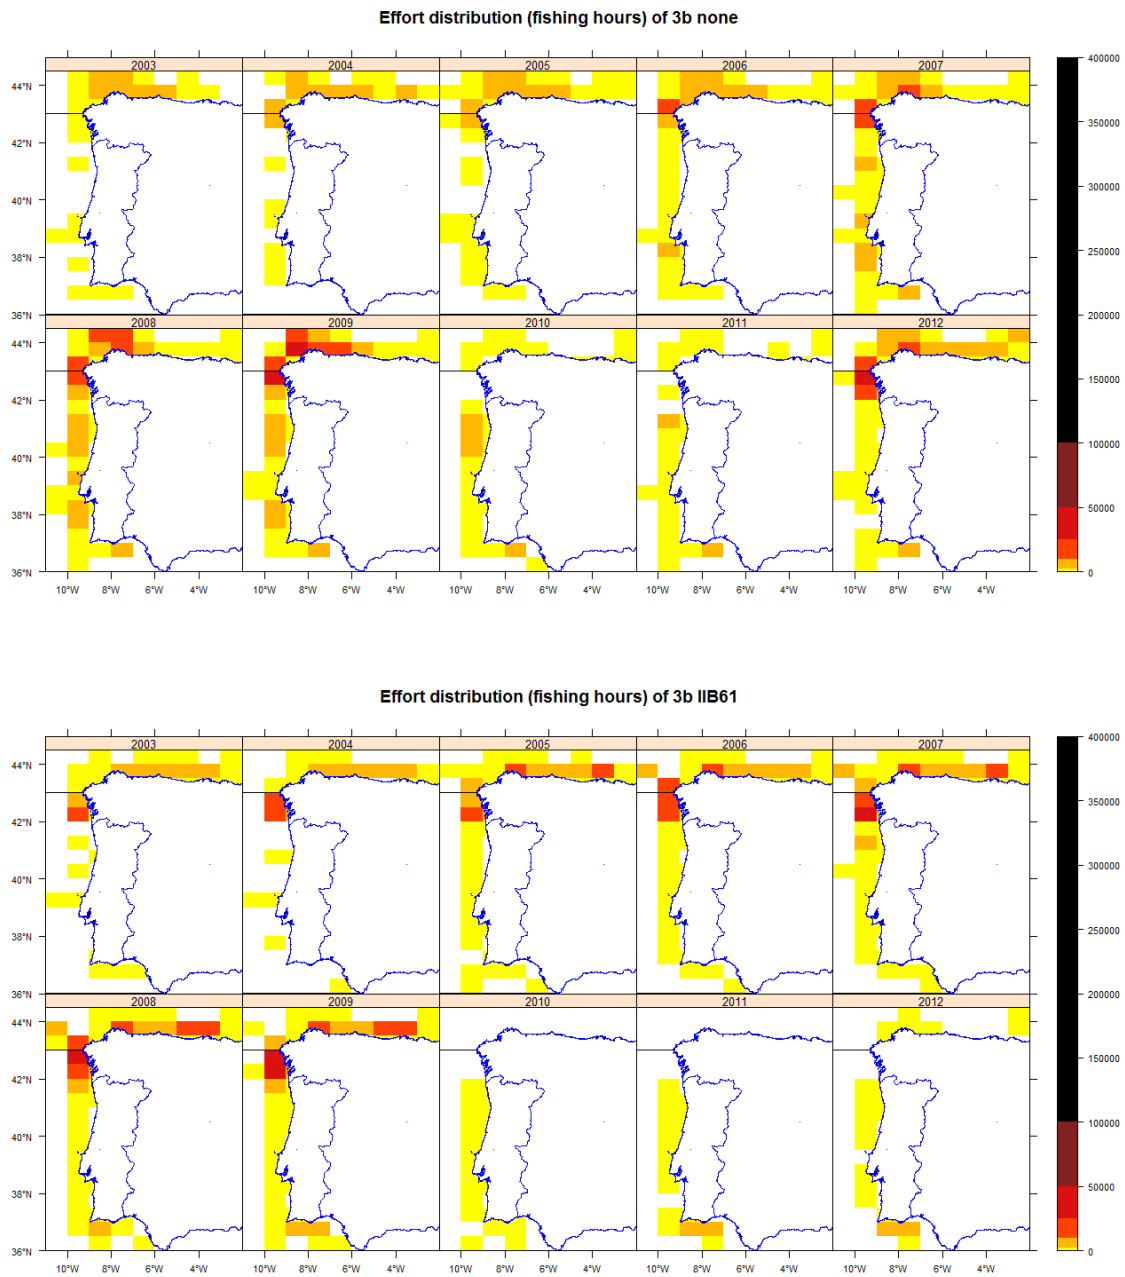 Effort distribution (fishing hours) of 3b none
2003 2004 2005 2006 2007
44°N
42°N
40°N
38°N
36°N
2008 2009 2010 2011 2012
44°N
42°N
40°N
38°N
36°N
10°W 8°W 6°W 4°W 10°W 8°W 6°W 4°W 10°W 8°W 6°W 4°W 10°W 8°W 6°W 4°W 10°W 8°W 6°W 4°W
400000
350000
300000
250000
200000
150000
100000
50000
0
Effort distribution (fishing hours) of 3b IIB61
2003 2004 2005 2006 2007
44°N
42°N
40°N
38°N
36°N
2008 2009 2010 2011 2012
44°N
42°N
40°N
38°N
36°N
10°W 8°W 6°W 4°W 10°W 8°W 6°W 4°W 10°W 8°W 6°W 4°W 10°W 8°W 6°W 4°W 10°W 8°W 6°W 4°W
400000
350000
300000
250000
200000
150000
100000
50000
0